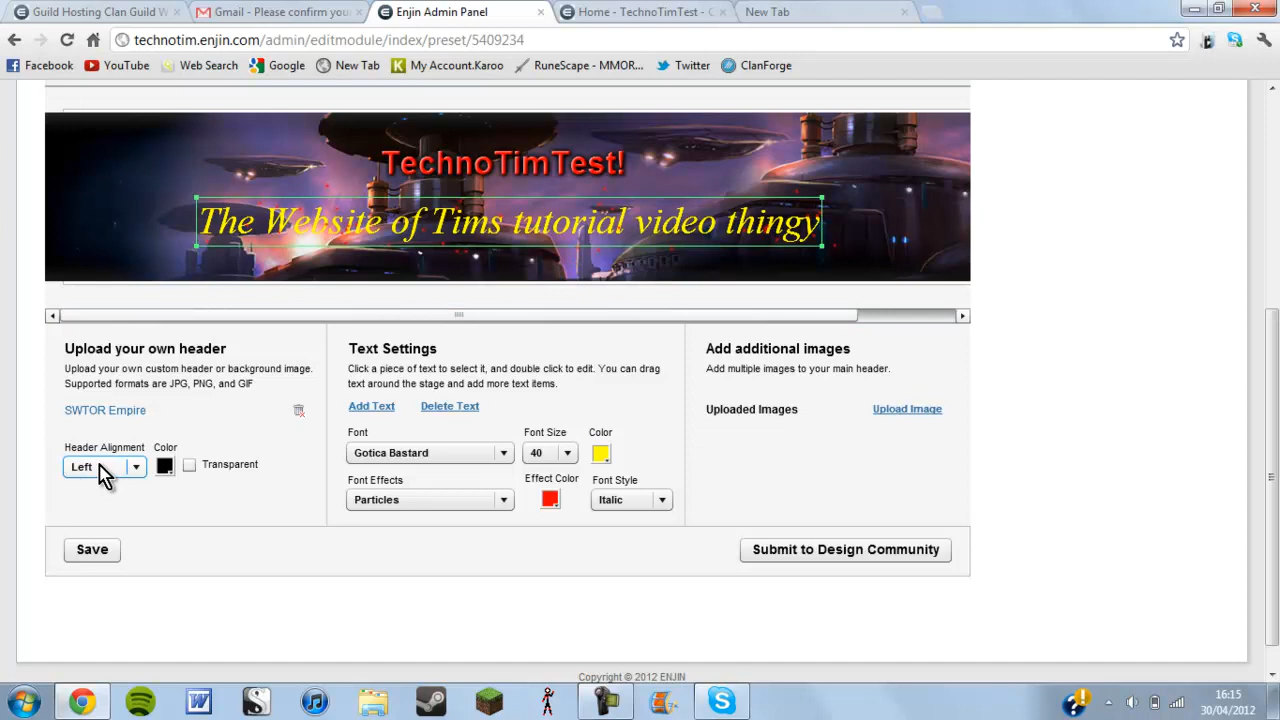 Guild Hosting Clan Guild W
Gmail - Please confirm your
Enjin Admin Panel
Home - TechnoTimTest - C
New Tab
technotim.enjin.com/admin/editmodule/index/preset/5409234
Facebook
YouTube
Web Search
Google
New Tab
My Account.Karoo
RuneScape - MMOR...
Twitter
ClanForge
TechnoTimTest!
The Website of Tims tutorial video thingy
Upload your own header
Upload your own custom header or background image.
Supported formats are JPG, PNG, and GIF
SWTOR Empire
Header Alignment
Color
Left
Transparent
Text Settings
Click a piece of text to select it, and double click to edit. You can drag
text around the stage and add more text items.
Add Text
Delete Text
Font
Font Size
Color
Gotica Bastard
40
Font Effects
Effect Color
Font Style
Particles
Italic
Add additional images
Add multiple images to your main header.
Uploaded Images
Upload Image
Save
Submit to Design Community
Copyright © 2012 ENJIN
16:15
30/04/2012